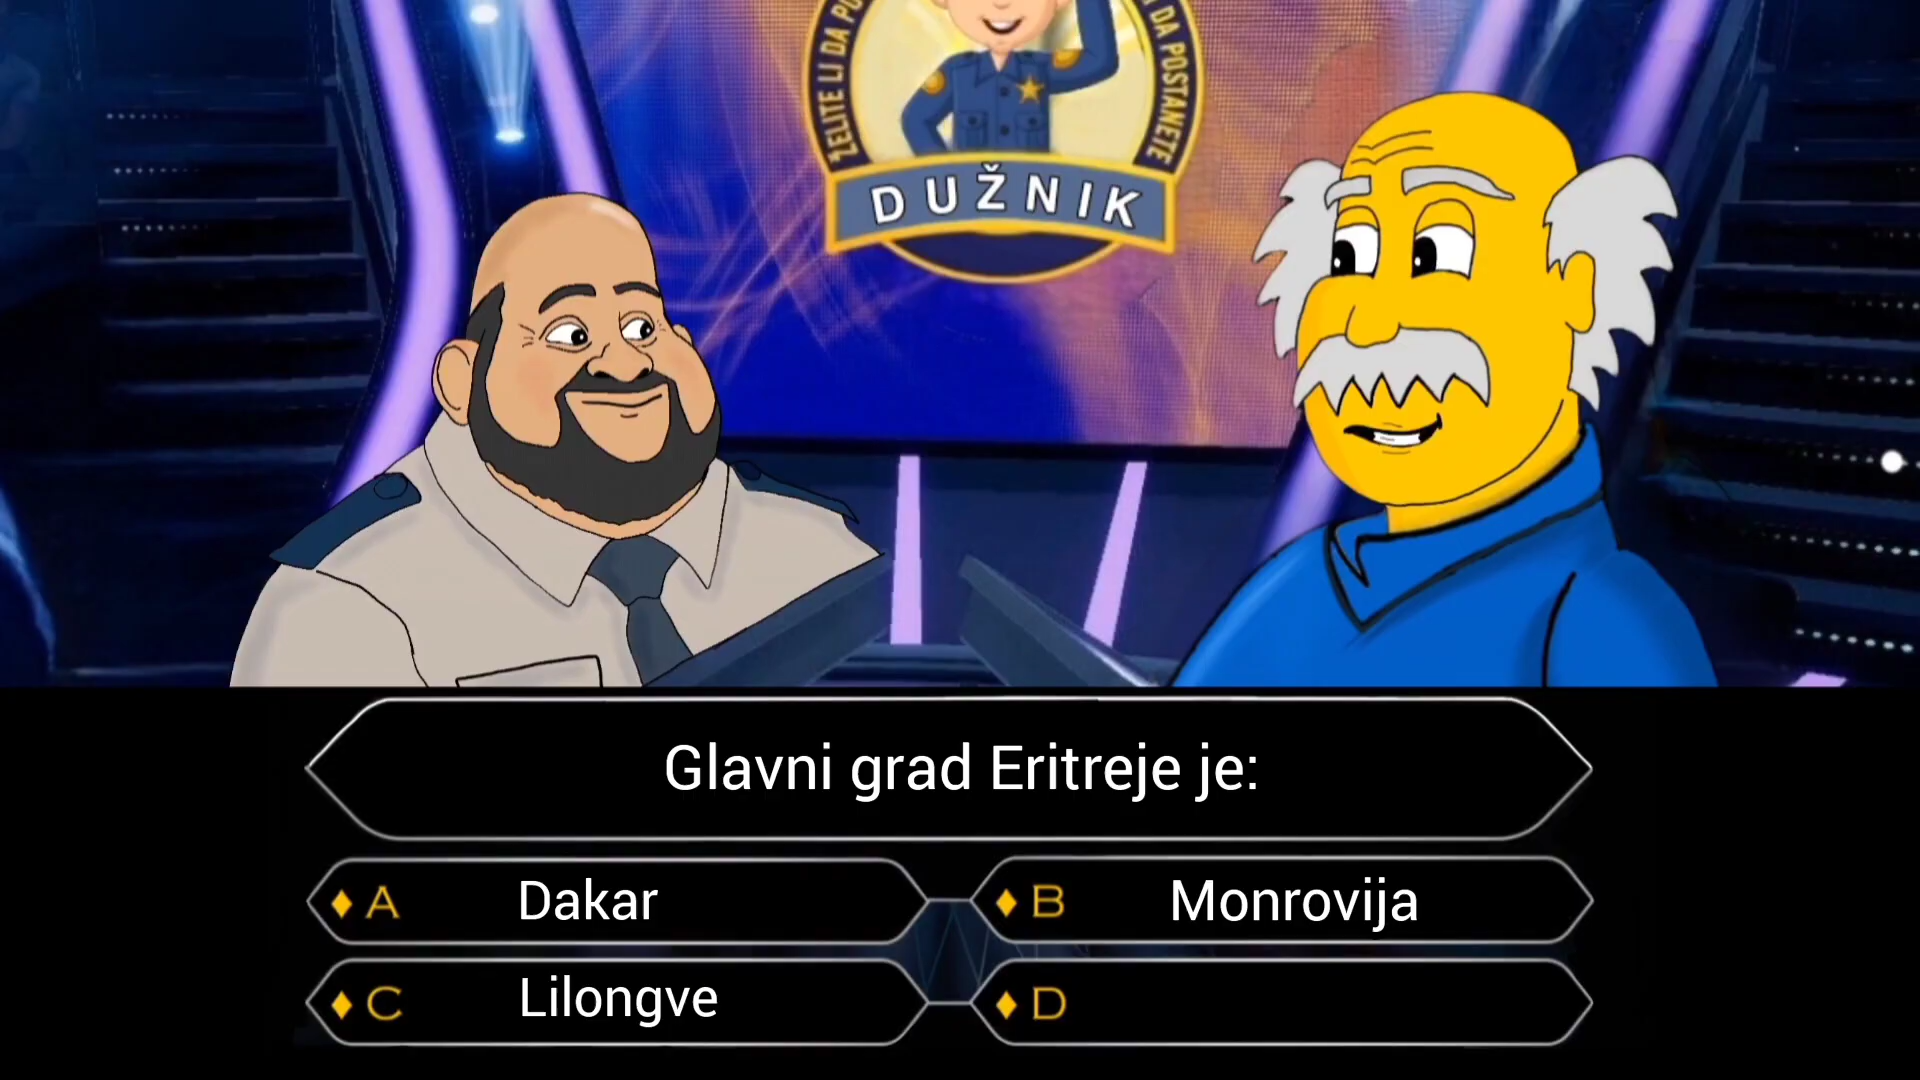 ŽELITE LI DA PO
DA POSTANETE
DUŽNIK
Glavni grad Eritreje je:
A Dakar
B Monrovija
C Lilongve
D